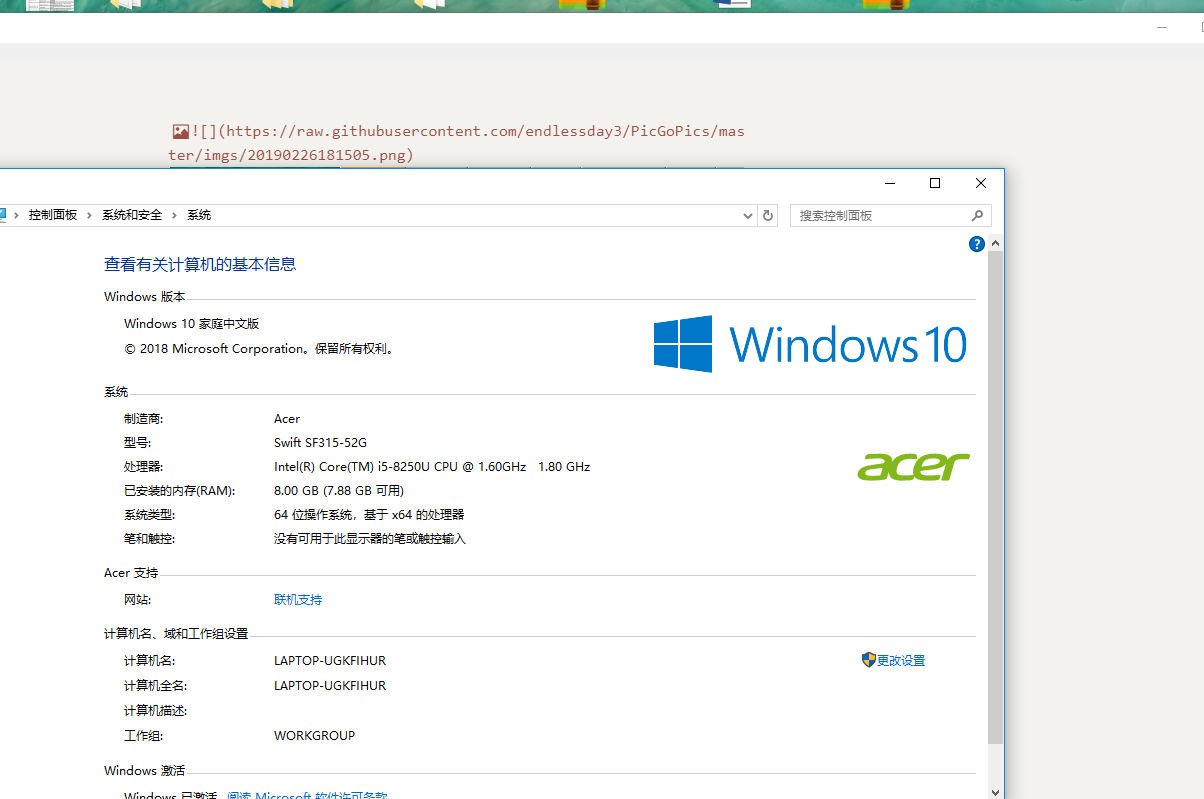 ![](https://raw.githubusercontent.com/endlessday3/PicGoPics/mas
ter/imgs/20190226181505.png)
控制面板 > 系统和安全 > 系统
搜索控制面板
?
查看有关计算机的基本信息
Windows 版本
Windows 10 家庭中文版
© 2018 Microsoft Corporation。保留所有权利。
Windows 10
系统
制造商: Acer
型号: Swift SF315-52G
处理器: Intel(R) Core(TM) i5-8250U CPU @ 1.60GHz 1.80 GHz
已安装的内存(RAM): 8.00 GB (7.88 GB 可用)
系统类型: 64 位操作系统，基于 x64 的处理器
笔和触控: 没有可用于此显示器的笔或触控输入
acer
Acer 支持
网站: 联机支持
计算机名、域和工作组设置
计算机名: LAPTOP-UGKFIHUR
更改设置
计算机全名: LAPTOP-UGKFIHUR
计算机描述:
工作组: WORKGROUP
Windows 激活
Windows 已激活 阅读 Microsoft 软件许可条款